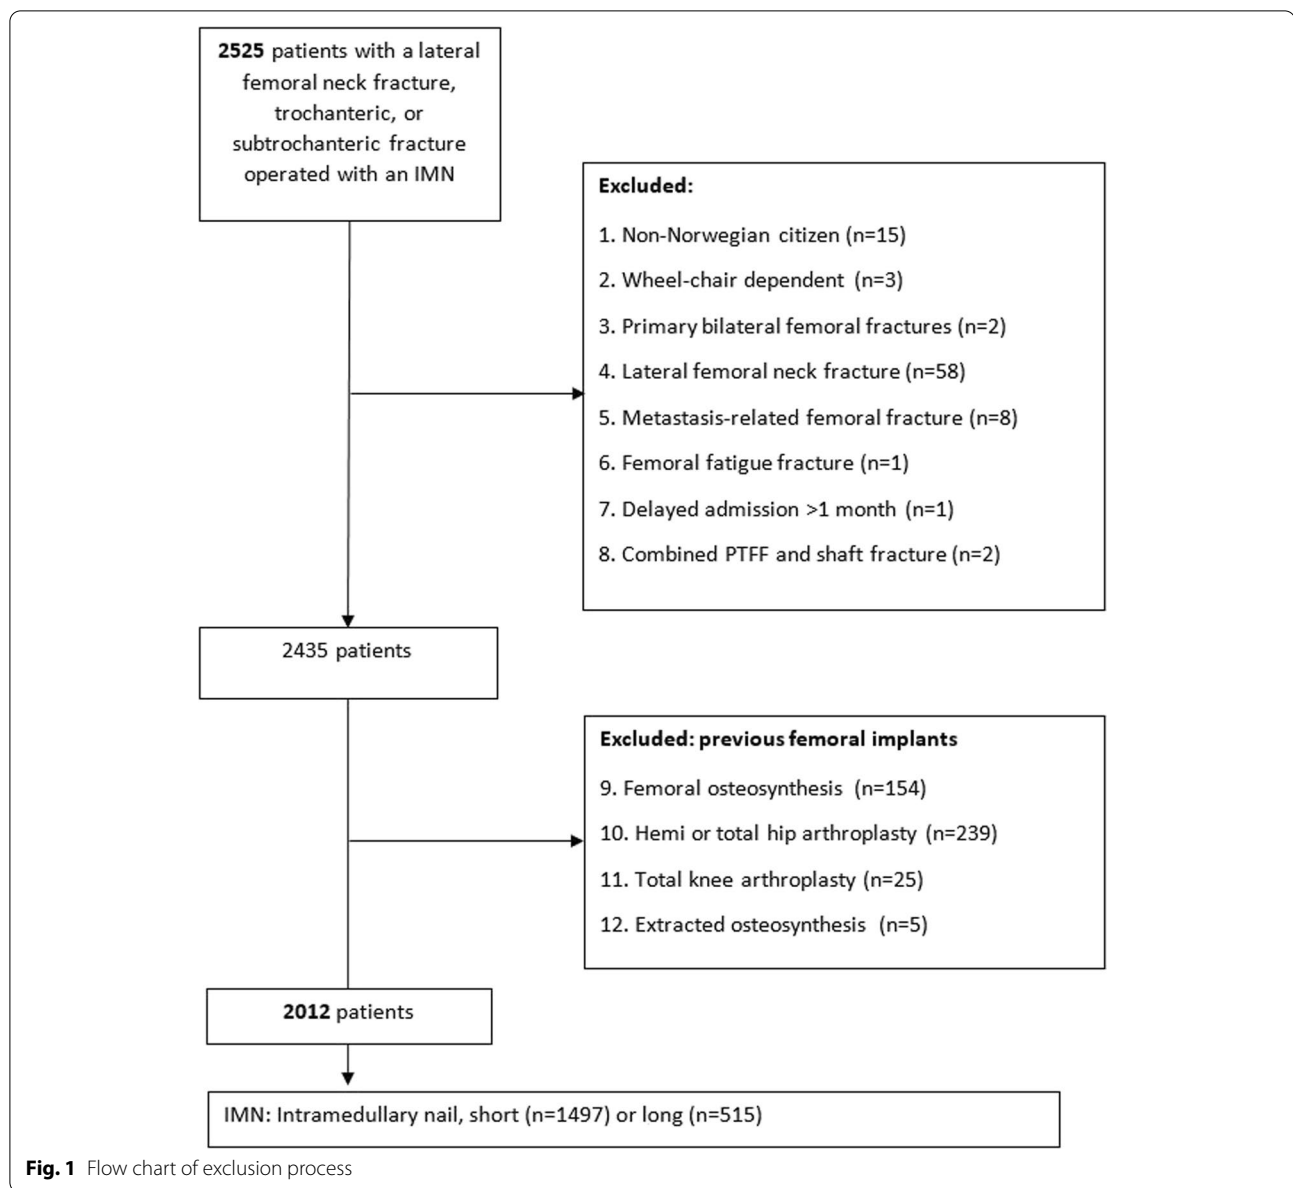 2525 patients with a lateral
femoral neck fracture,
trochanteric, or
subtrochanteric fracture
operated with an IMN
Excluded:
1. Non-Norwegian citizen (n=15)
2. Wheel-chair dependent (n=3)
3. Primary bilateral femoral fractures (n=2)
4. Lateral femoral neck fracture (n=58)
5. Metastasis-related femoral fracture (n=8)
6. Femoral fatigue fracture (n=1)
7. Delayed admission >1 month (n=1)
8. Combined PTFF and shaft fracture (n=2)
2435 patients
Excluded: previous femoral implants
9. Femoral osteosynthesis (n=154)
10. Hemi or total hip arthroplasty (n=239)
11. Total knee arthroplasty (n=25)
12. Extracted osteosynthesis (n=5)
2012 patients
IMN: Intramedullary nail, short (n=1497) or long (n=515)
Fig. 1 Flow chart of exclusion process